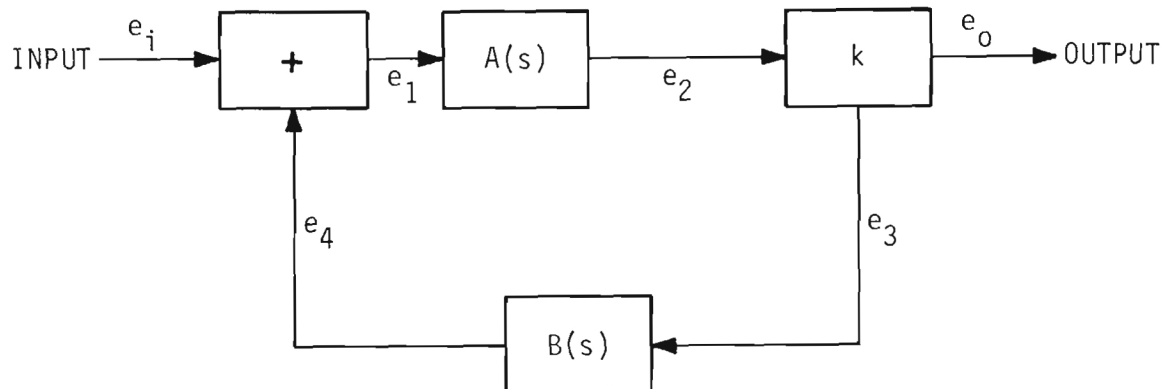 INPUT
e_i
+
e_1
A(s)
e_2
k
e_o
OUTPUT
e_4
e_3
B(s)